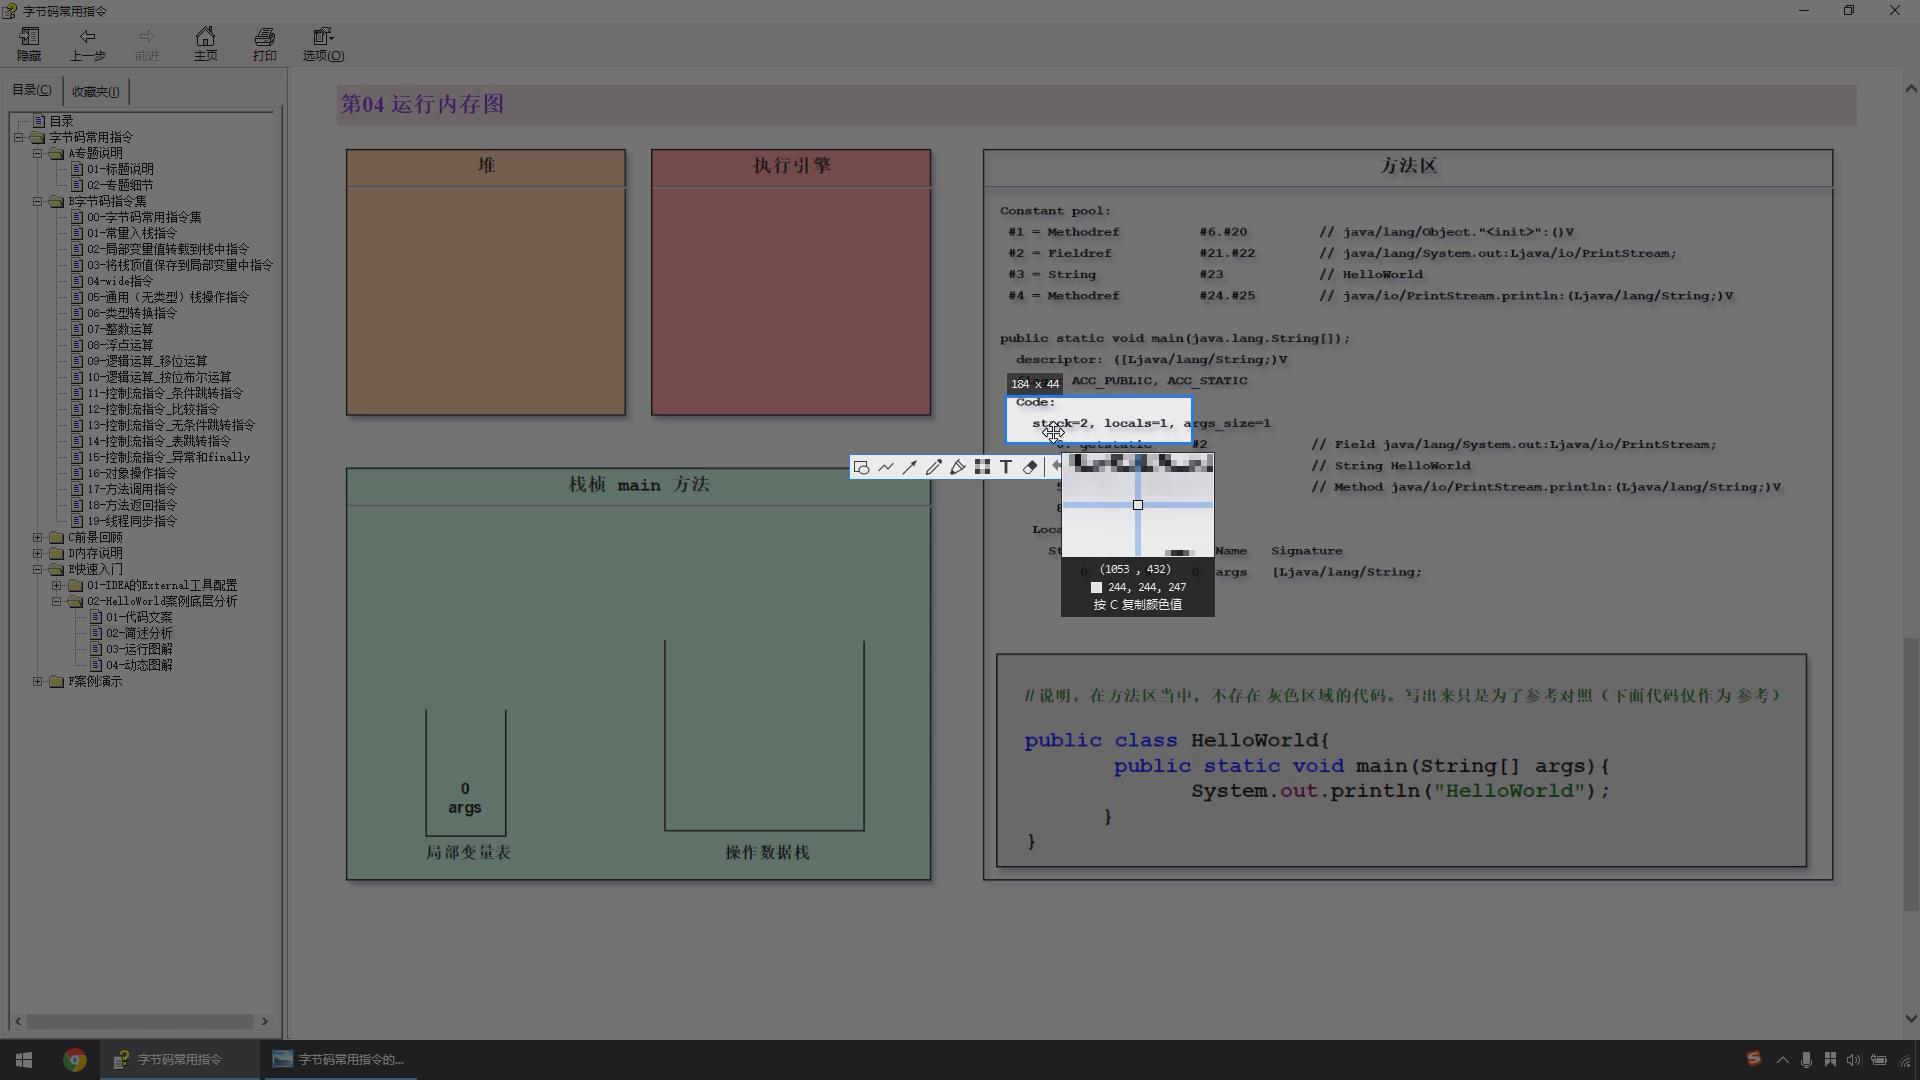 字节码常用指令
隐藏
上一步
前进
主页
打印
选项(O)
目录(C)
收藏夹(I)
目录
字节码常用指令
A专题说明
01-标题说明
02-专题细节
B字节码指令集
00-字节码常用指令集
01-常量入栈指令
02-局部变量值转载到栈中指令
03-将栈顶值保存到局部变量中指令
04-wide指令
05-通用（无类型）栈操作指令
06-类型转换指令
07-整数运算
08-浮点运算
09-逻辑运算_移位运算
10-逻辑运算_按位布尔运算
11-控制流指令_条件跳转指令
12-控制流指令_比较指令
13-控制流指令_无条件跳转指令
14-控制流指令_表跳转指令
15-控制流指令_异常和finally
16-对象操作指令
17-方法调用指令
18-方法返回指令
19-线程同步指令
C前景回顾
D内存说明
E快速入门
01-IDEA的External工具配置
02-HelloWorld案例底层分析
01-代码文案
02-简述分析
03-运行图解
04-动态图解
F案例演示
第04 运行内存图
堆
执行引擎
栈桢 main 方法
0
args
局部变量表
操作数据栈
方法区
Constant pool:
#1 = Methodref #6.#20 // java/lang/Object."<init>":()V
#2 = Fieldref #21.#22 // java/lang/System.out:Ljava/io/PrintStream;
#3 = String #23 // HelloWorld
#4 = Methodref #24.#25 // java/io/PrintStream.println:(Ljava/lang/String;)V
public static void main(java.lang.String[]);
descriptor: ([Ljava/lang/String;)V
184 x 44
ACC_PUBLIC, ACC_STATIC
Code:
stack=2, locals=1, args_size=1
0: getstatic #2 // Field java/lang/System.out:Ljava/io/PrintStream;
// String HelloWorld
// Method java/io/PrintStream.println:(Ljava/lang/String;)V
Name Signature
0 0 args [Ljava/lang/String;
(1053 , 432)
244, 244, 247
按 C 复制颜色值
// 说明，在方法区当中，不存在 灰色区域的代码。写出来只是为了参考对照（下面代码仅作为 参考）
public class HelloWorld{
public static void main(String[] args){
System.out.println("HelloWorld");
}
}
字节码常用指令
字节码常用指令的...